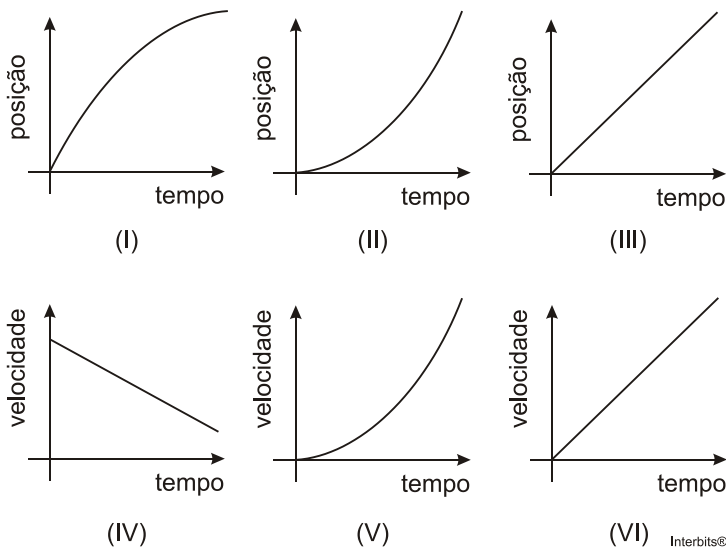 posição
tempo
(I)
posição
tempo
(II)
posição
tempo
(III)
velocidade
tempo
(IV)
velocidade
tempo
(V)
velocidade
tempo
(VI)
Interbits®